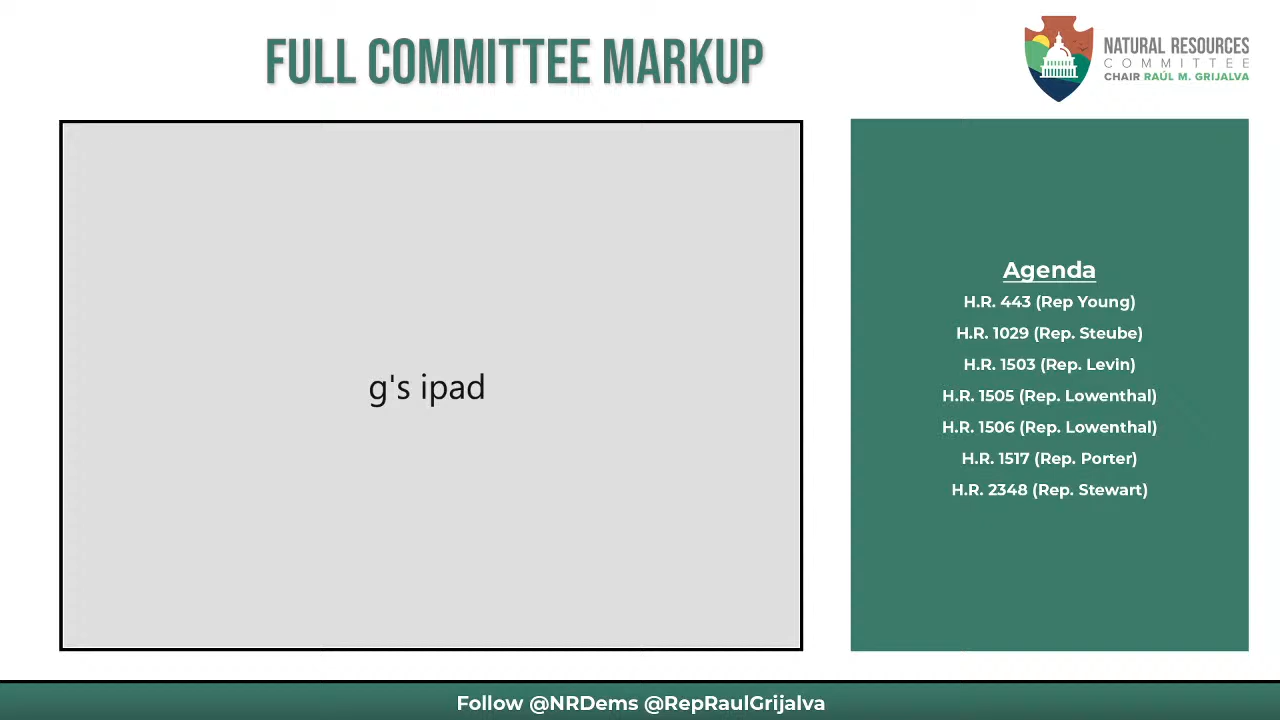 FULL COMMITTEE MARKUP
NATURAL RESOURCES
COMMITTEE
CHAIR RAÚL M. GRIJALVA
g's ipad
Agenda
H.R. 443 (Rep Young)
H.R. 1029 (Rep. Steube)
H.R. 1503 (Rep. Levin)
H.R. 1505 (Rep. Lowenthal)
H.R. 1506 (Rep. Lowenthal)
H.R. 1517 (Rep. Porter)
H.R. 2348 (Rep. Stewart)
Follow @NRDems @RepRaulGrijalva